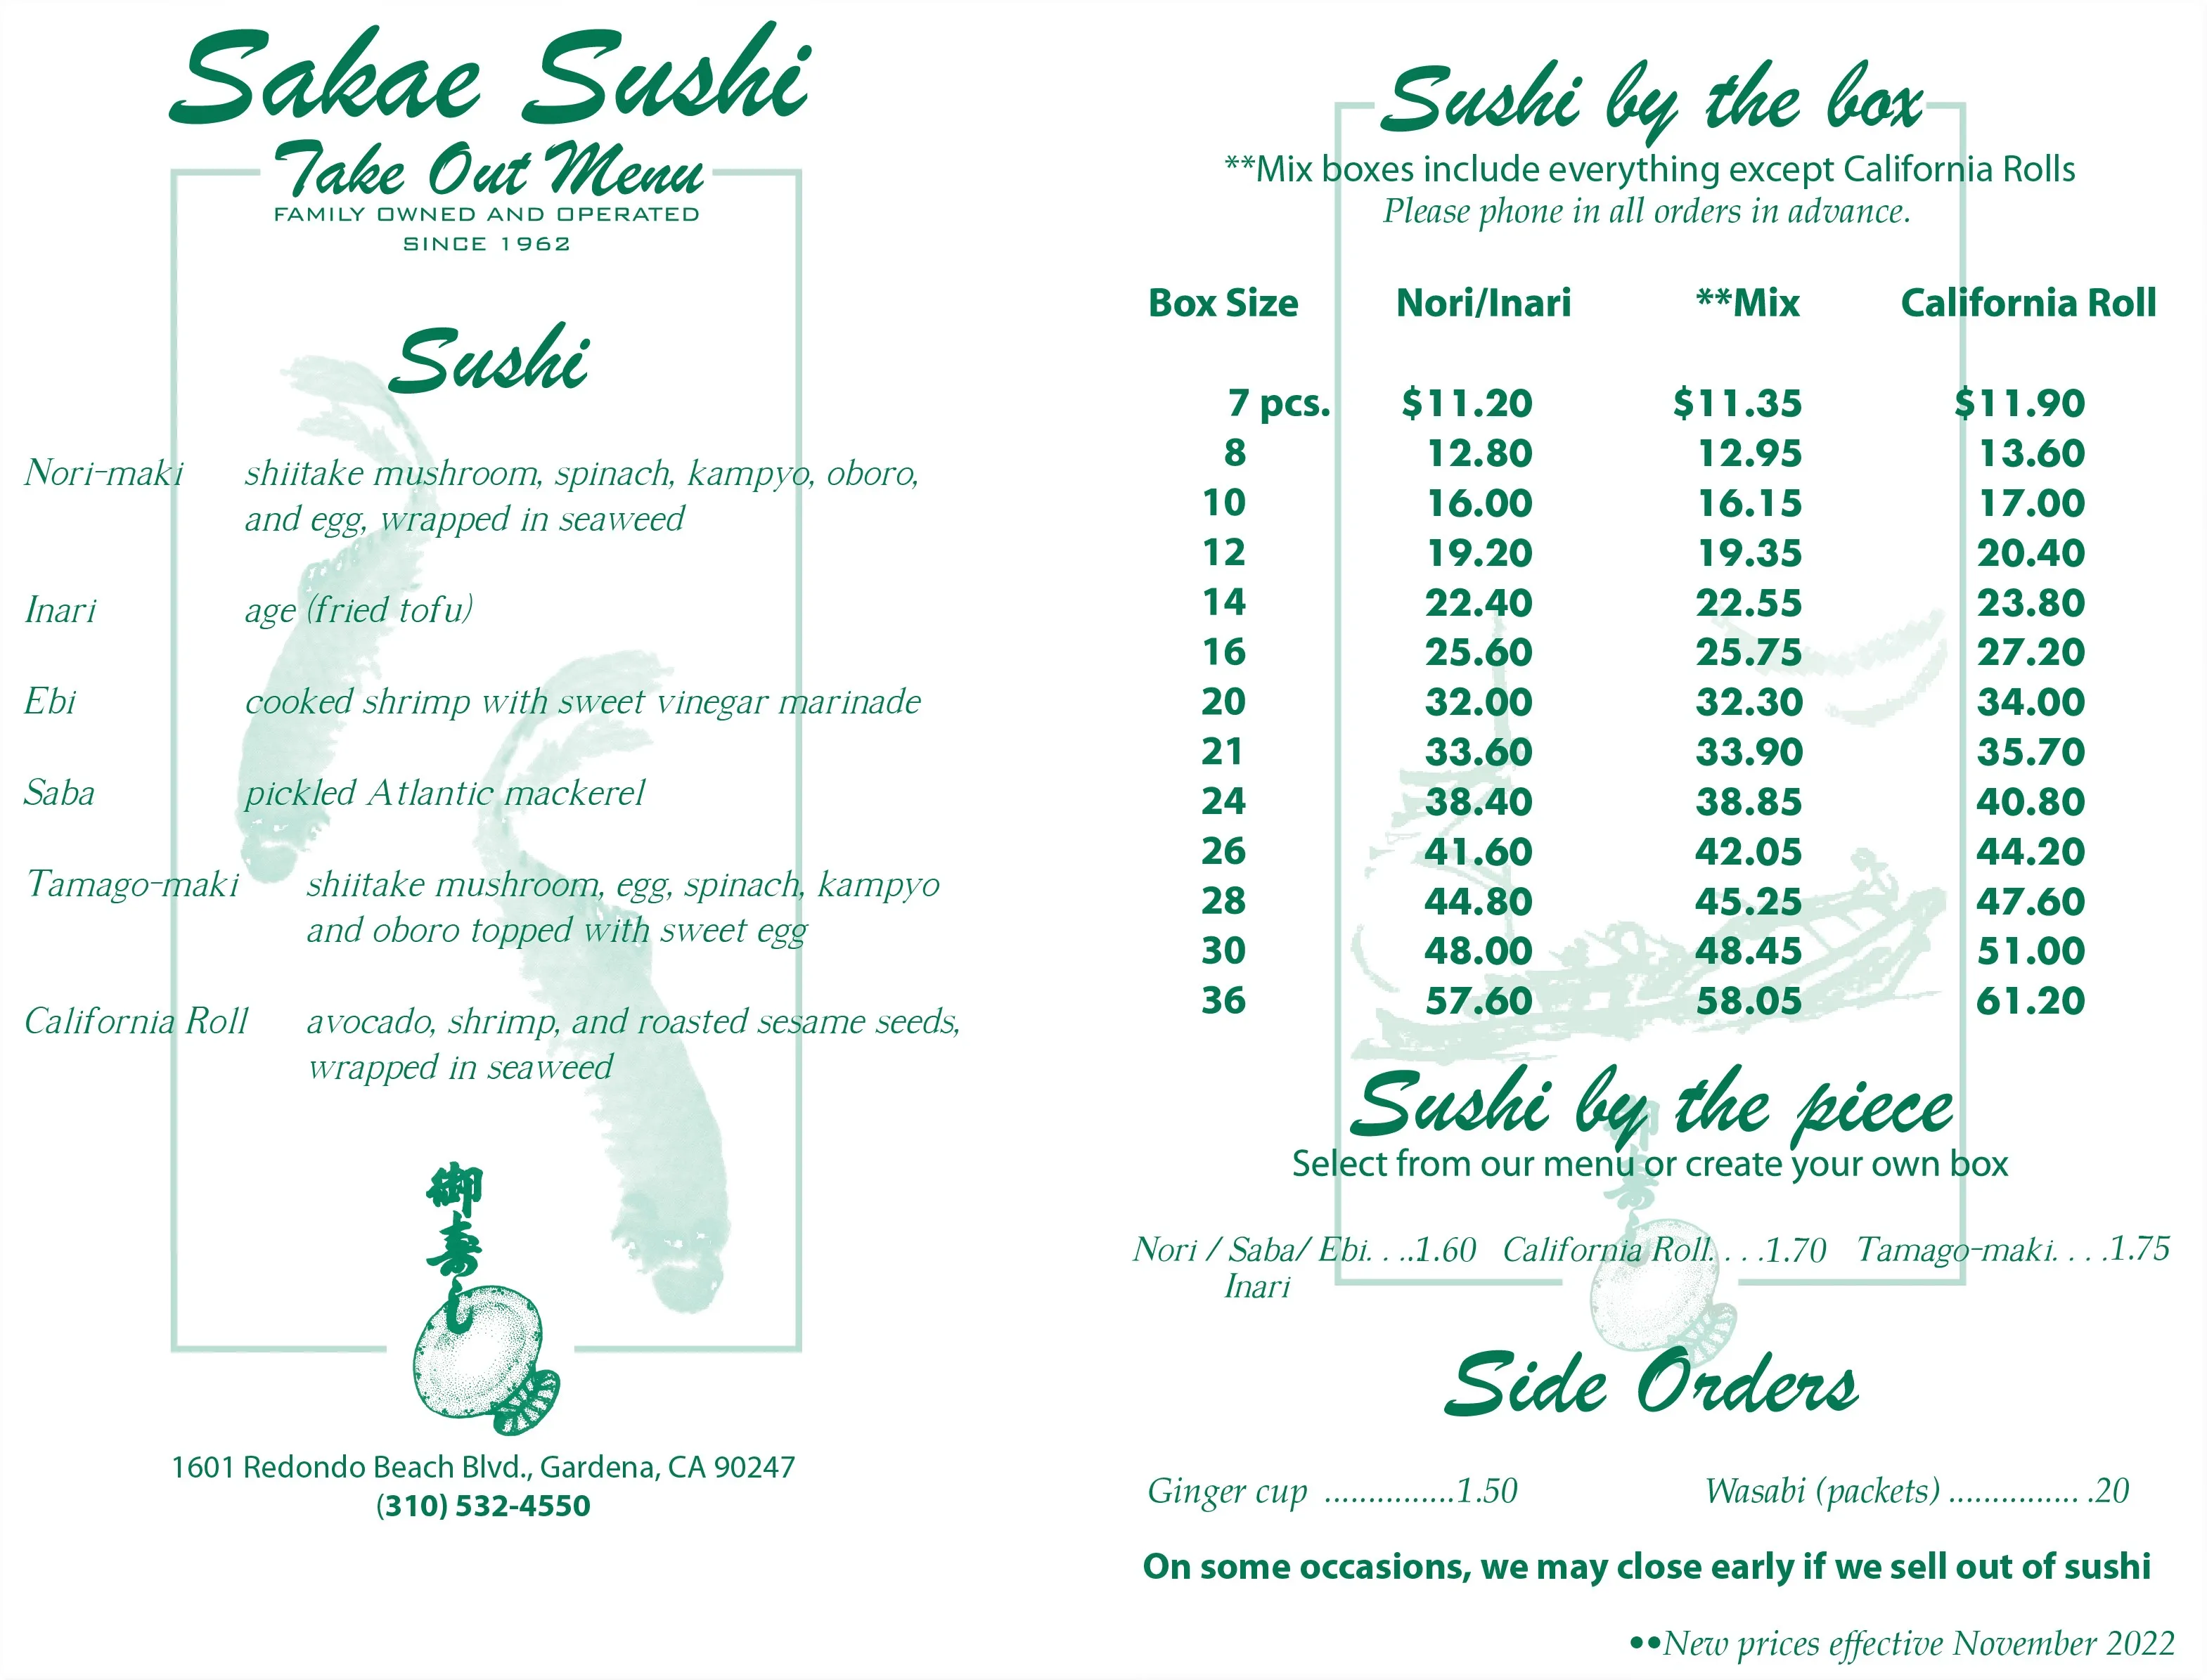 Sakae Sushi
Take Out Menu
FAMILY OWNED AND OPERATED
SINCE 1962
Sushi
Nori-maki shiitake mushroom, spinach, kampyo, oboro,
and egg, wrapped in seaweed
Inari age (fried tofu)
Ebi cooked shrimp with sweet vinegar marinade
Saba pickled Atlantic mackerel
Tamago-maki shiitake mushroom, egg, spinach, kampyo
and oboro topped with sweet egg
California Roll avocado, shrimp, and roasted sesame seeds,
wrapped in seaweed
御
寿
し
1601 Redondo Beach Blvd., Gardena, CA 90247
(310) 532-4550
Sushi by the box
**Mix boxes include everything except California Rolls
Please phone in all orders in advance.
Box Size Nori/Inari **Mix California Roll
7 pcs. $11.20 $11.35 $11.90
8 12.80 12.95 13.60
10 16.00 16.15 17.00
12 19.20 19.35 20.40
14 22.40 22.55 23.80
16 25.60 25.75 27.20
20 32.00 32.30 34.00
21 33.60 33.90 35.70
24 38.40 38.85 40.80
26 41.60 42.05 44.20
28 44.80 45.25 47.60
30 48.00 48.45 51.00
36 57.60 58.05 61.20
Sushi by the piece
Select from our menu or create your own box
Nori / Saba/ Ebi. . ..1.60 California Roll. . . .1.70 Tamago-maki. . . .1.75
Inari
御
寿
し
Side Orders
Ginger cup ...............1.50 Wasabi (packets) ............... .20
On some occasions, we may close early if we sell out of sushi
••New prices effective November 2022